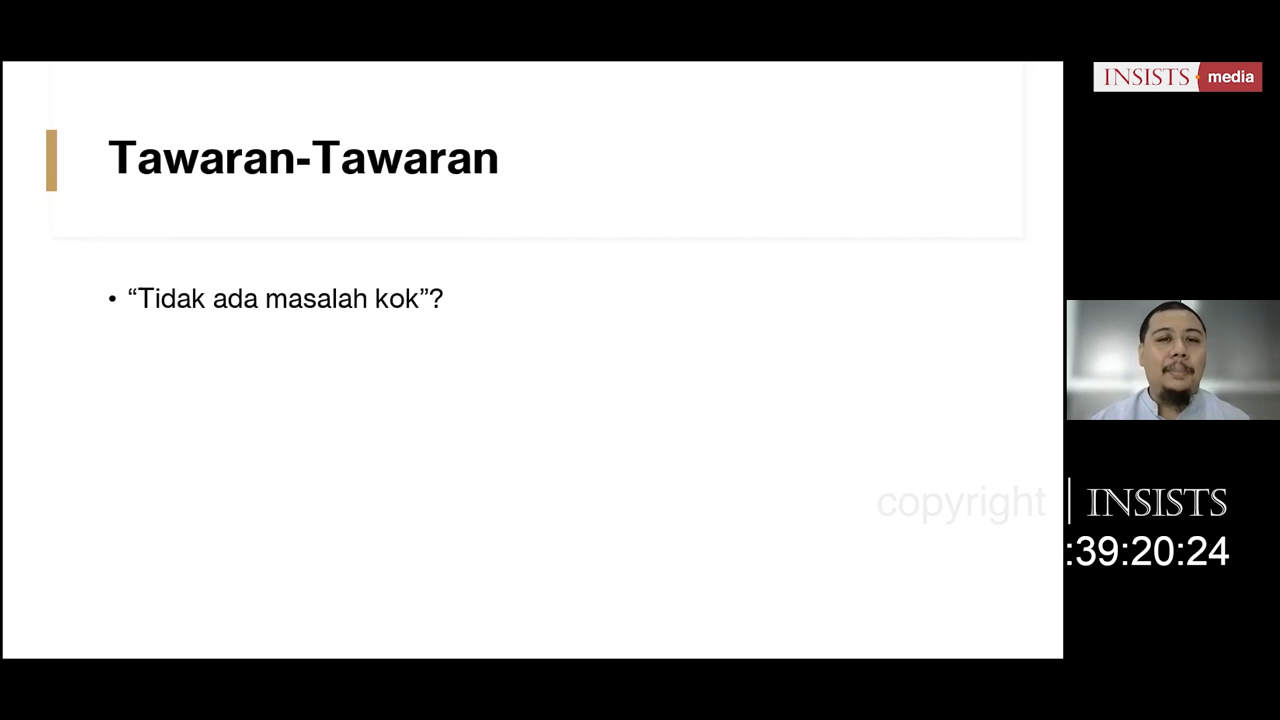 INSISTS media
Tawaran-Tawaran
• “Tidak ada masalah kok”?
copyright | INSISTS
:39:20:24